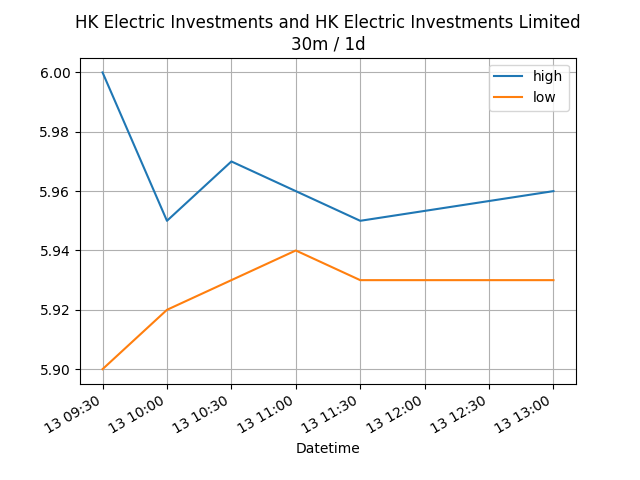 HK Electric Investments and HK Electric Investments Limited
30m / 1d
high
low
6.00
5.98
5.96
5.94
5.92
5.90
13 09:30
13 10:00
13 10:30
13 11:00
13 11:30
13 12:00
13 12:30
13 13:00
Datetime